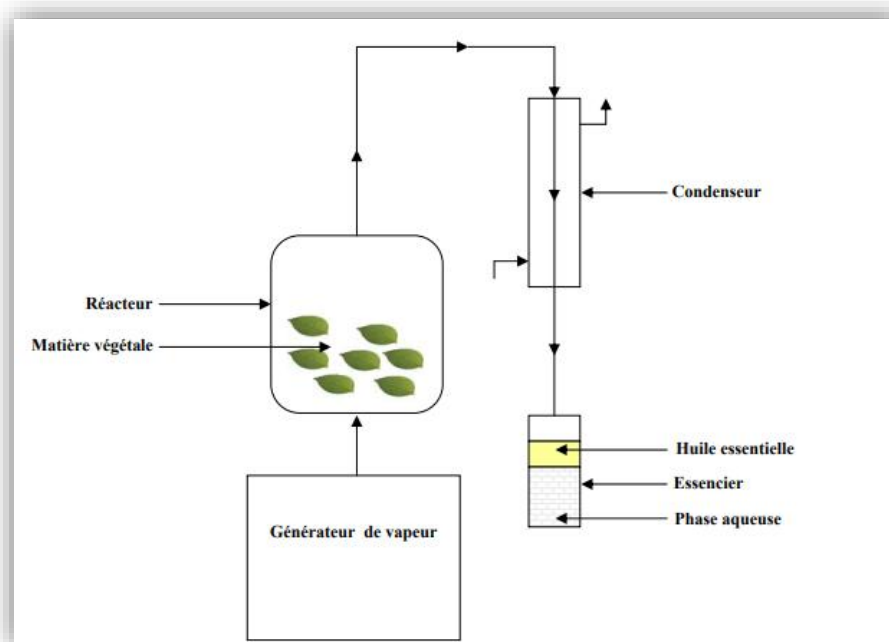 Condenseur
Réacteur
Matière végétale
Huile essentielle
Essencier
Phase aqueuse
Générateur de vapeur